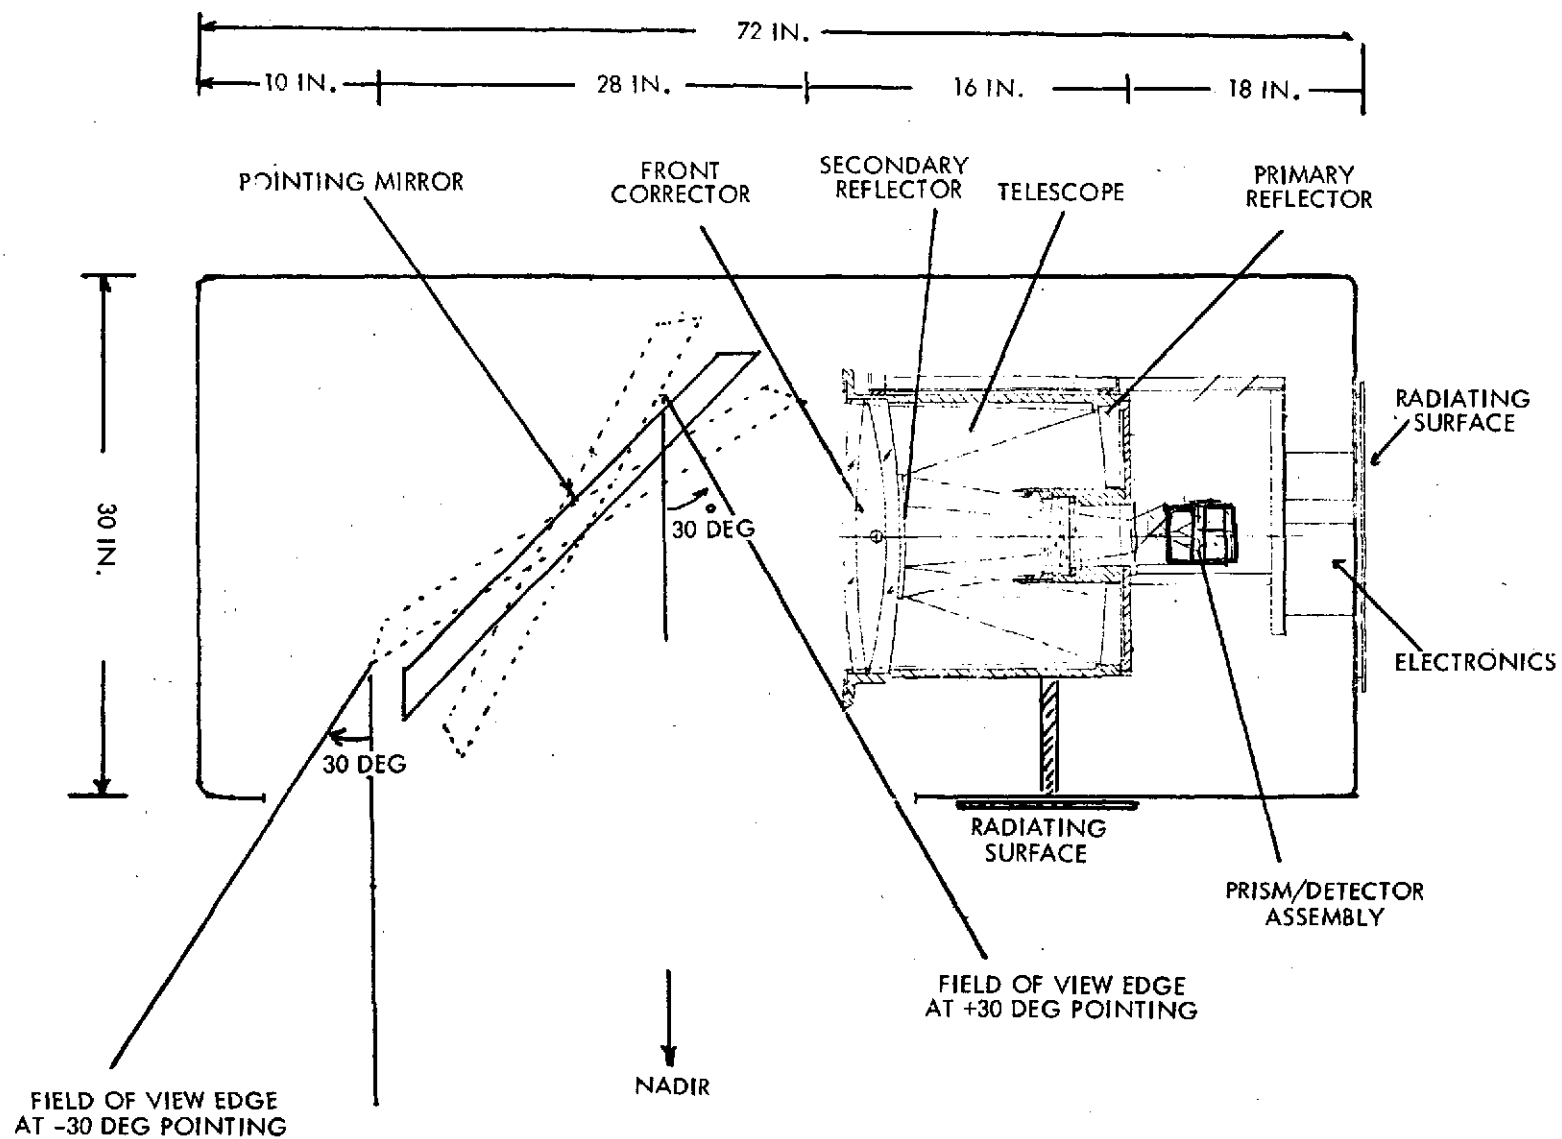 72 IN.
10 IN.
28 IN.
16 IN.
18 IN.
POINTING MIRROR
FRONT
CORRECTOR
SECONDARY
REFLECTOR
TELESCOPE
PRIMARY
REFLECTOR
RADIATING
SURFACE
30 IN.
30 DEG
30 DEG
ELECTRONICS
RADIATING
SURFACE
PRISM/DETECTOR
ASSEMBLY
FIELD OF VIEW EDGE
AT +30 DEG POINTING
NADIR
FIELD OF VIEW EDGE
AT -30 DEG POINTING